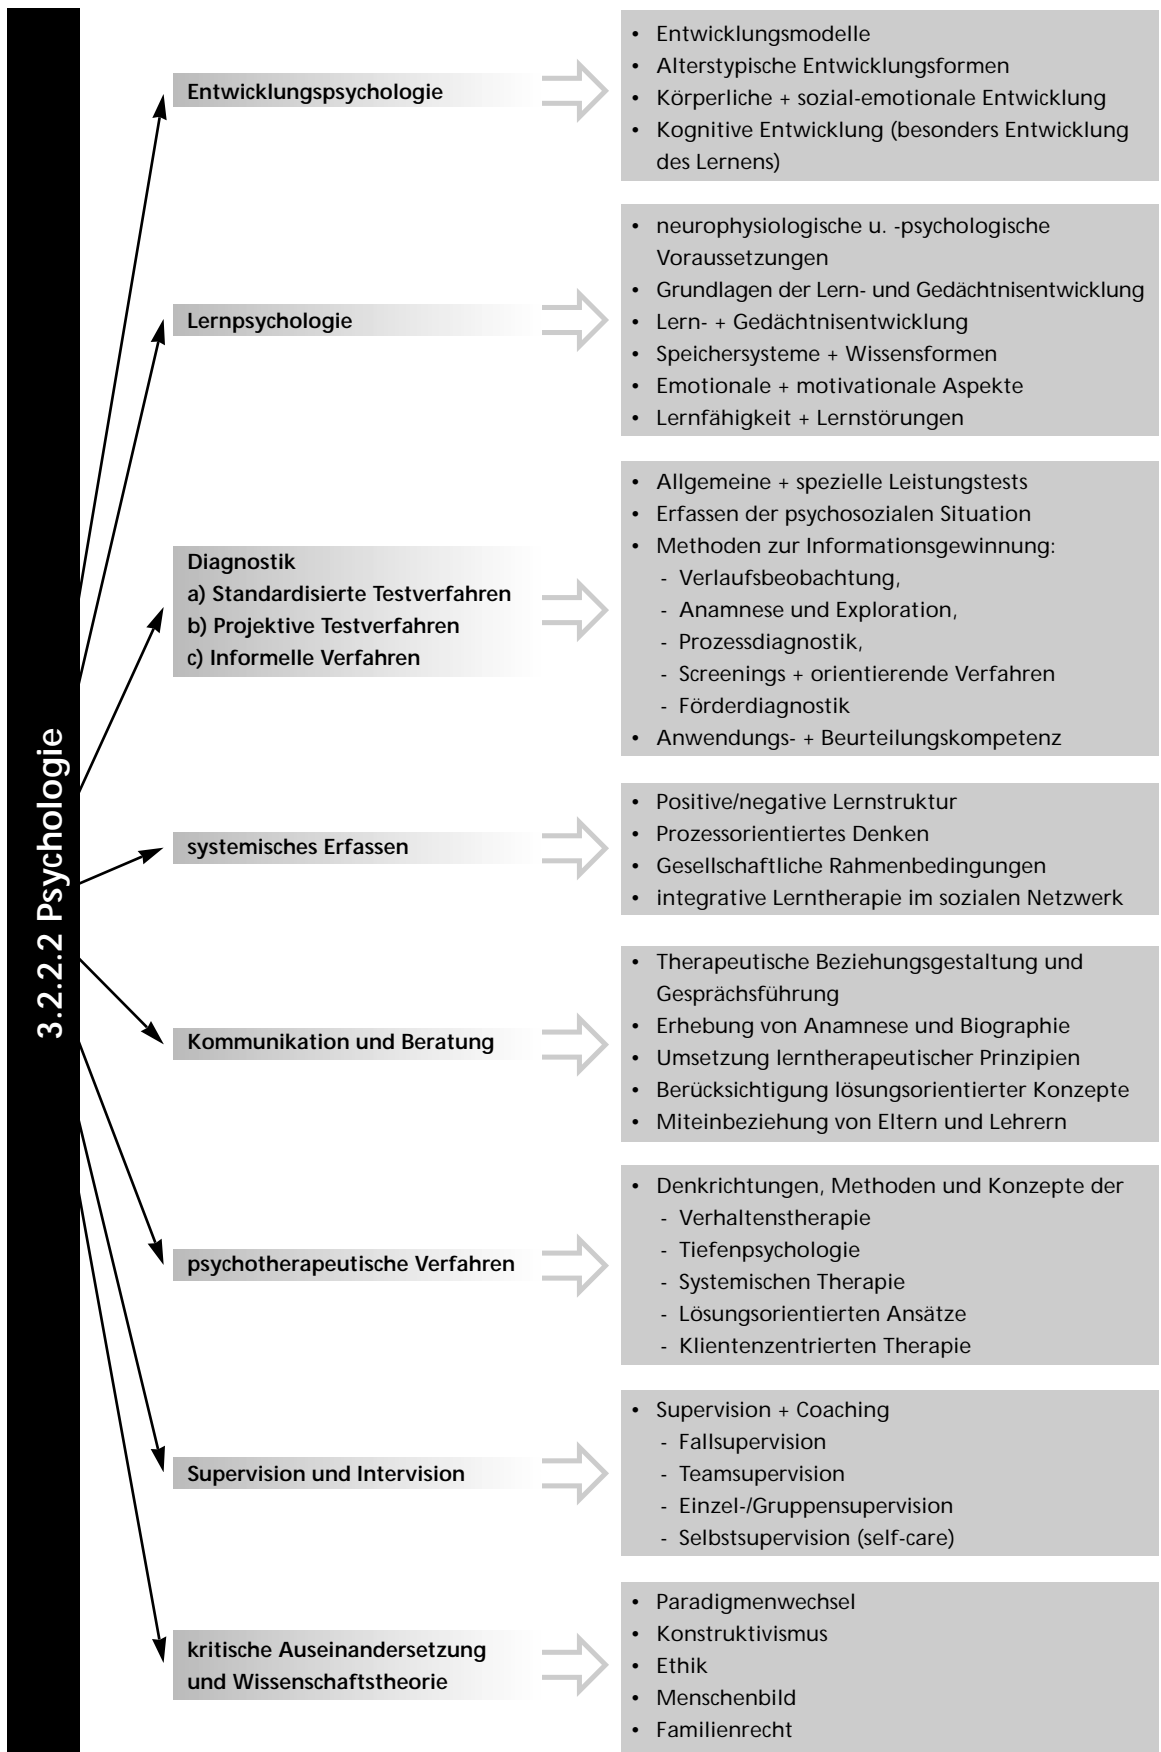 3.2.2.2 Psychologie
Entwicklungspsychologie
• Entwicklungsmodelle
• Alterstypische Entwicklungsformen
• Körperliche + sozial-emotionale Entwicklung
• Kognitive Entwicklung (besonders Entwicklung
des Lernens)
Lernpsychologie
• neurophysiologische u. -psychologische
Voraussetzungen
• Grundlagen der Lern- und Gedächtnisentwicklung
• Lern- + Gedächtnisentwicklung
• Speichersysteme + Wissensformen
• Emotionale + motivationale Aspekte
• Lernfähigkeit + Lernstörungen
Diagnostik
a) Standardisierte Testverfahren
b) Projektive Testverfahren
c) Informelle Verfahren
• Allgemeine + spezielle Leistungstests
• Erfassen der psychosozialen Situation
• Methoden zur Informationsgewinnung:
- Verlaufsbeobachtung,
- Anamnese und Exploration,
- Prozessdiagnostik,
- Screenings + orientierende Verfahren
- Förderdiagnostik
• Anwendungs- + Beurteilungskompetenz
systemisches Erfassen
• Positive/negative Lernstruktur
• Prozessorientiertes Denken
• Gesellschaftliche Rahmenbedingungen
• integrative Lerntherapie im sozialen Netzwerk
Kommunikation und Beratung
• Therapeutische Beziehungsgestaltung und
Gesprächsführung
• Erhebung von Anamnese und Biographie
• Umsetzung lerntherapeutischer Prinzipien
• Berücksichtigung lösungsorientierter Konzepte
• Miteinbeziehung von Eltern und Lehrern
psychotherapeutische Verfahren
• Denkrichtungen, Methoden und Konzepte der
- Verhaltenstherapie
- Tiefenpsychologie
- Systemischen Therapie
- Lösungsorientierten Ansätze
- Klientenzentrierten Therapie
Supervision und Intervision
• Supervision + Coaching
- Fallsupervision
- Teamsupervision
- Einzel-/Gruppensupervision
- Selbstsupervision (self-care)
kritische Auseinandersetzung
und Wissenschaftstheorie
• Paradigmenwechsel
• Konstruktivismus
• Ethik
• Menschenbild
• Familienrecht